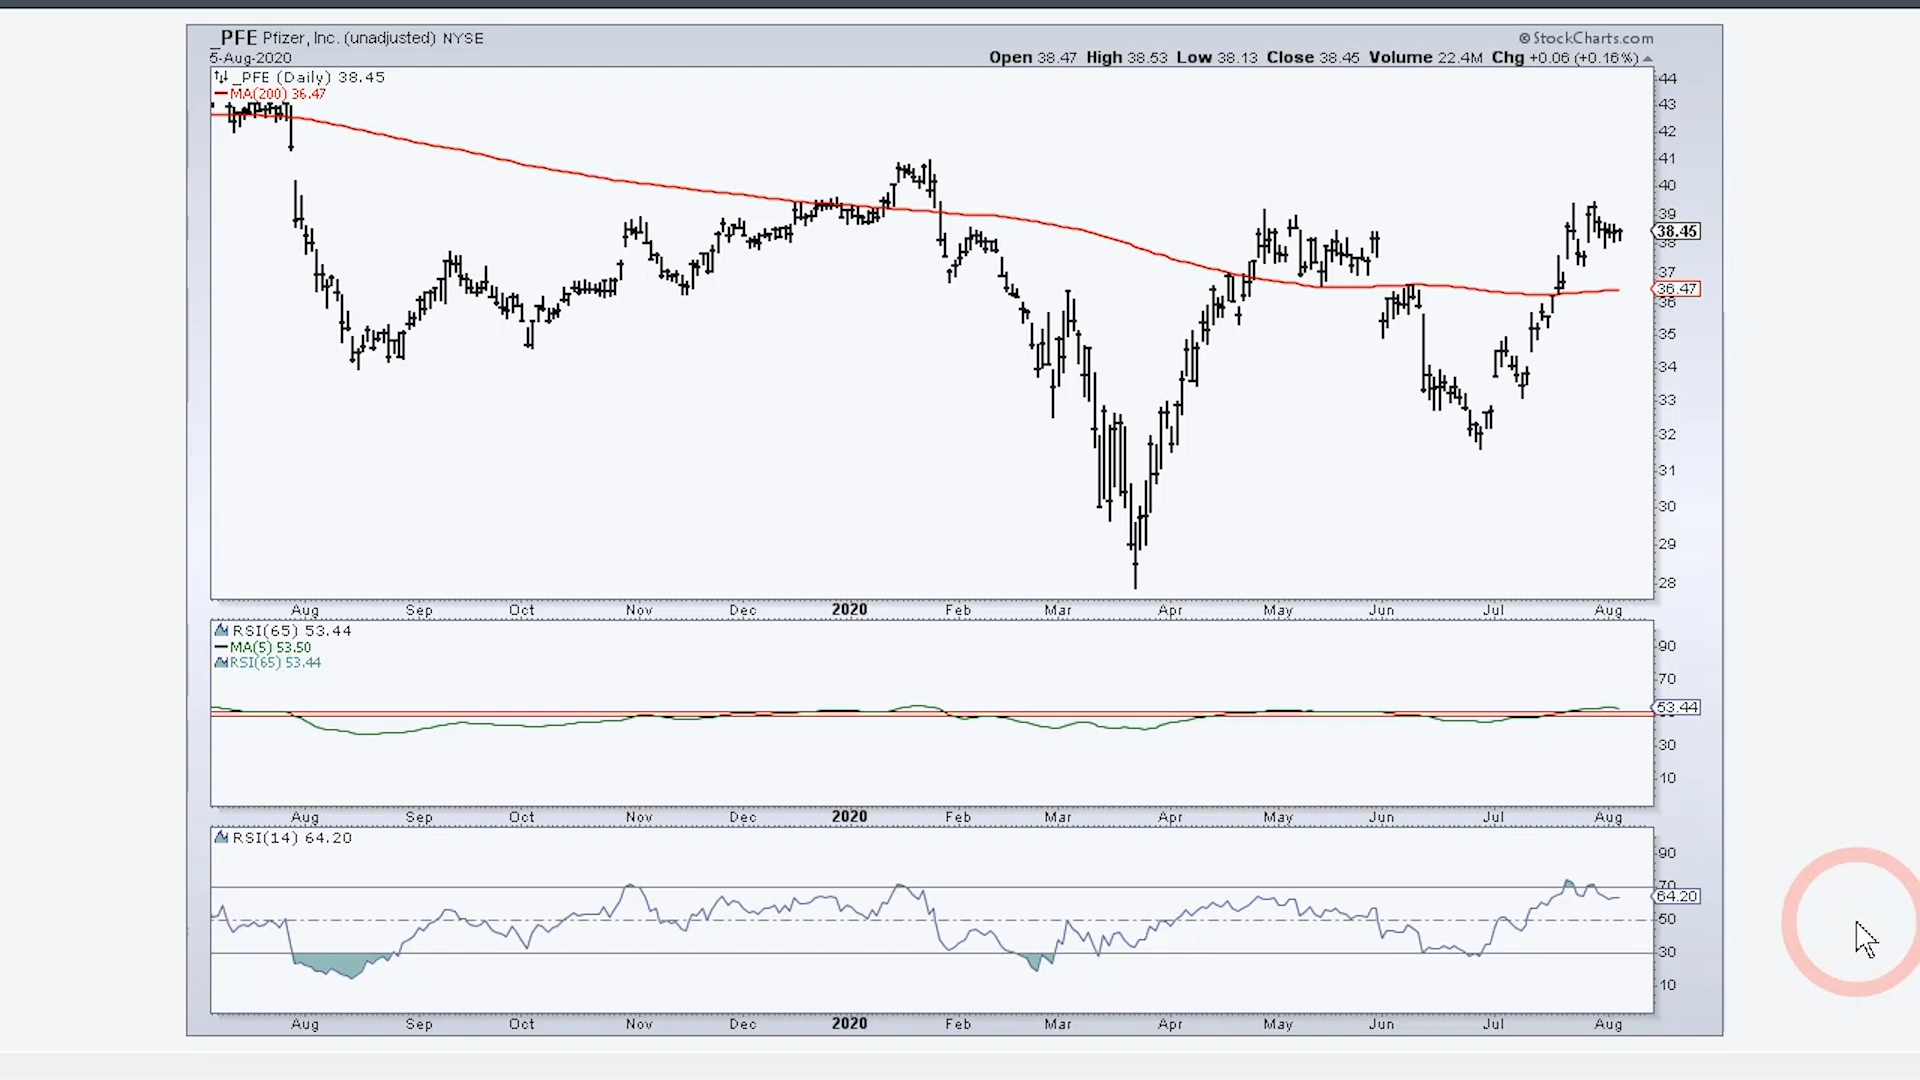 _PFE Pfizer, Inc. (unadjusted) NYSE
© StockCharts.com
5-Aug-2020
Open 38.47 High 38.53 Low 38.13 Close 38.45 Volume 22.4M Chg +0.06 (+0.16%)
_PFE (Daily) 38.45
MA(200) 36.47
44
43
42
41
40
39
38.45
38
37
36.47
36
35
34
33
32
31
30
29
28
Aug Sep Oct Nov Dec 2020 Feb Mar Apr May Jun Jul Aug
RSI(65) 53.44
MA(5) 53.50
RSI(65) 53.44
90
70
53.44
30
10
Aug Sep Oct Nov Dec 2020 Feb Mar Apr May Jun Jul Aug
RSI(14) 64.20
90
70
64.20
50
30
10
Aug Sep Oct Nov Dec 2020 Feb Mar Apr May Jun Jul Aug